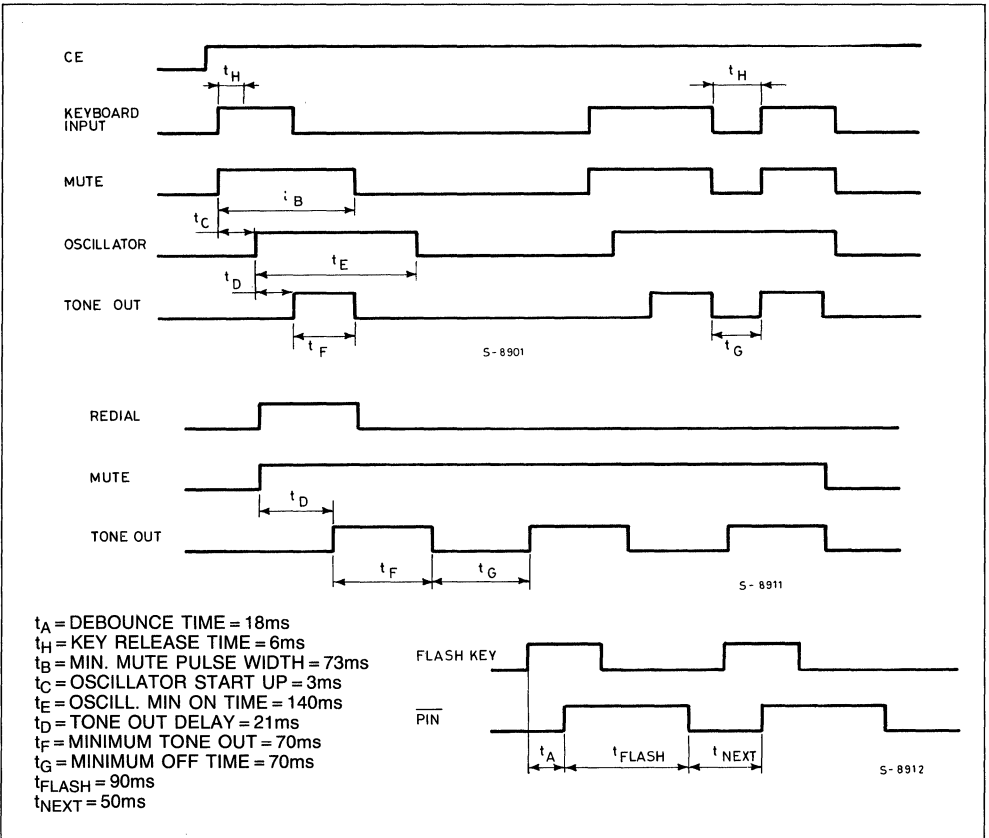 CE
tH
tH
KEYBOARD
INPUT
MUTE
tB
tC
OSCILLATOR
tE
tD
TONE OUT
tF
tG
S-8901
REDIAL
MUTE
tD
TONE OUT
tF
tG
S-8911
tA = DEBOUNCE TIME = 18ms
tH = KEY RELEASE TIME = 6ms
tB = MIN. MUTE PULSE WIDTH = 73ms
tC = OSCILLATOR START UP = 3ms
tE = OSCILL. MIN ON TIME = 140ms
tD = TONE OUT DELAY = 21ms
tF = MINIMUM TONE OUT = 70ms
tG = MINIMUM OFF TIME = 70ms
tFLASH = 90ms
tNEXT = 50ms
FLASH KEY
PIN
tA
tFLASH
tNEXT
S-8912